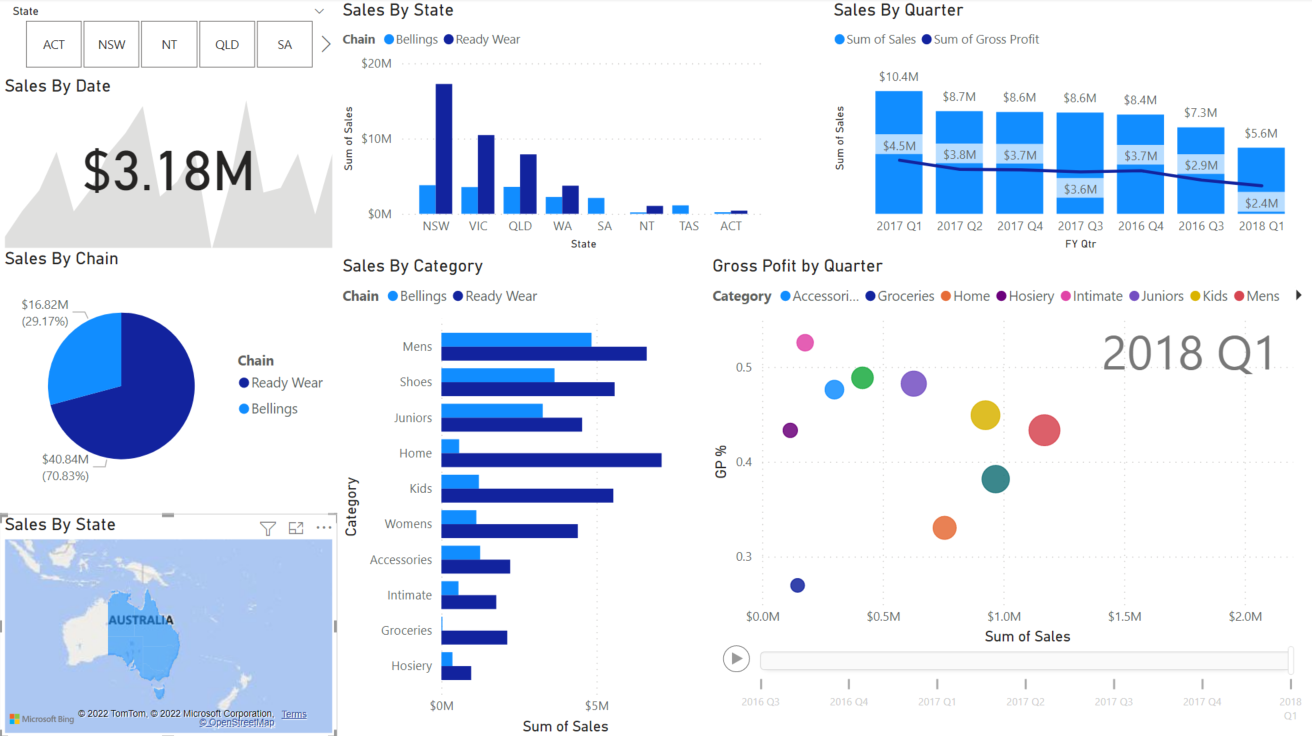 State
ACT
NSW
NT
QLD
SA
Sales By Date
$3.18M
Sales By Chain
$16.82M
(29.17%)
$40.84M
(70.83%)
Chain
Ready Wear
Bellings
Sales By State
AUSTRALIA
Microsoft Bing
© 2022 TomTom, © 2022 Microsoft Corporation, Terms
© OpenStreetMap
Sales By State
Chain Bellings Ready Wear
Sum of Sales
$20M
$10M
$0M
NSW VIC QLD WA SA NT TAS ACT
State
Sales By Quarter
Sum of Sales Sum of Gross Profit
Sum of Sales
$10.4M $8.7M $8.6M $8.6M $8.4M $7.3M $5.6M
$4.5M $3.8M $3.7M $3.6M $3.7M $2.9M $2.4M
2017 Q1 2017 Q2 2017 Q4 2017 Q3 2016 Q4 2016 Q3 2018 Q1
FY Qtr
Sales By Category
Chain Bellings Ready Wear
Category
Mens
Shoes
Juniors
Home
Kids
Womens
Accessories
Intimate
Groceries
Hosiery
$0M $5M
Sum of Sales
Gross Pofit by Quarter
Category Accessori... Groceries Home Hosiery Intimate Juniors Kids Mens
2018 Q1
GP %
0.5
0.4
0.3
$0.0M $0.5M $1.0M $1.5M $2.0M
Sum of Sales
2016 Q3 2016 Q4 2017 Q1 2017 Q2 2017 Q3 2017 Q4 2018
Q1